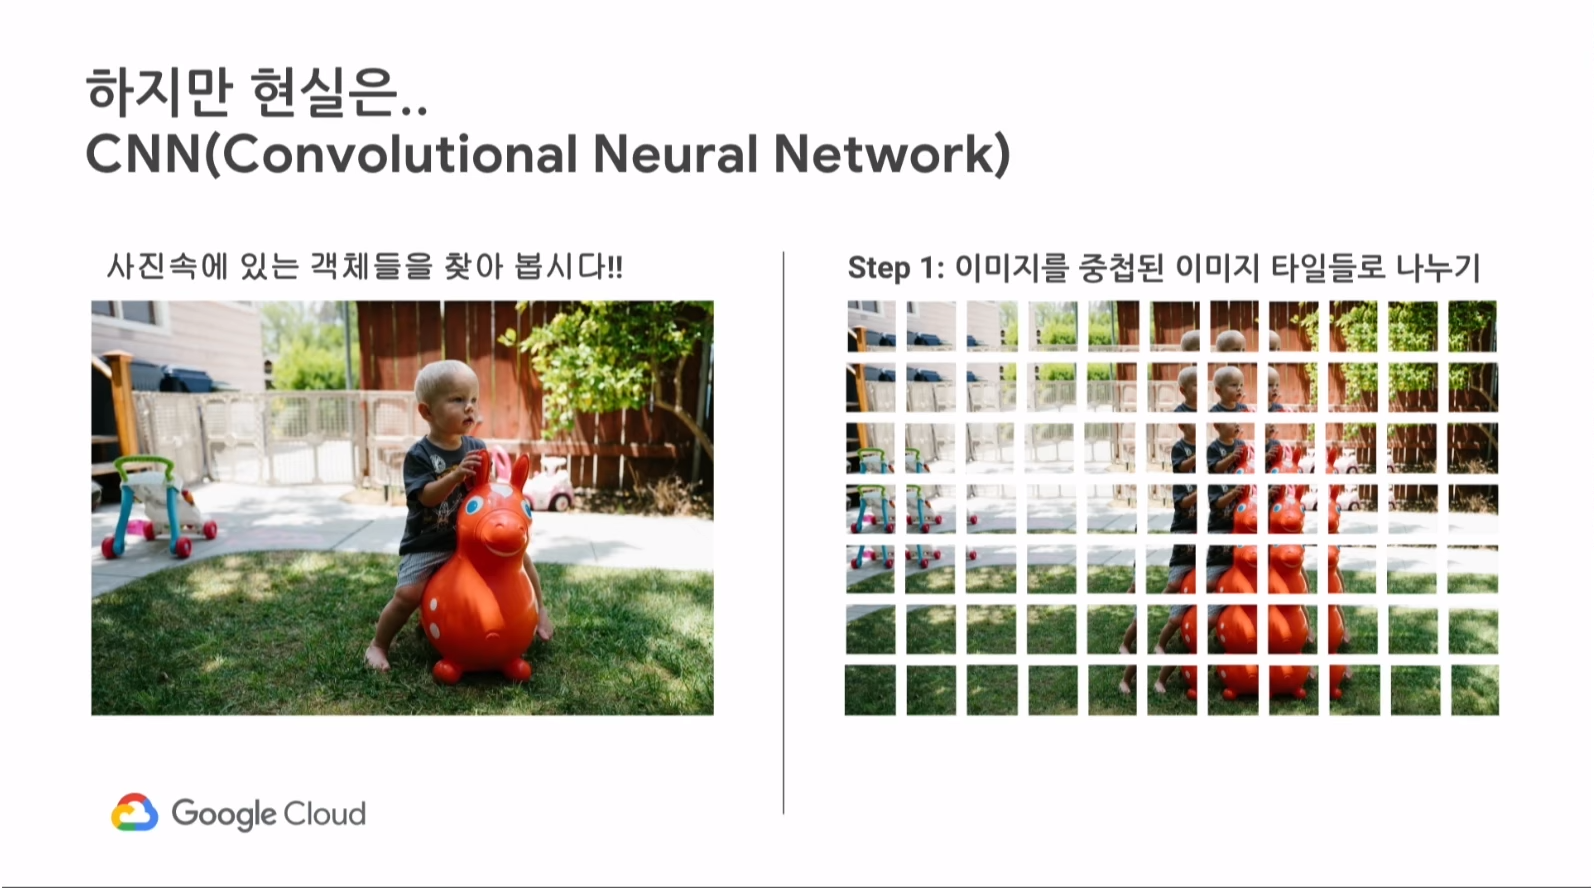 하지만 현실은..
CNN(Convolutional Neural Network)
사진속에 있는 객체들을 찾아 봅시다!!
Step 1: 이미지를 중첩된 이미지 타일들로 나누기
Google Cloud